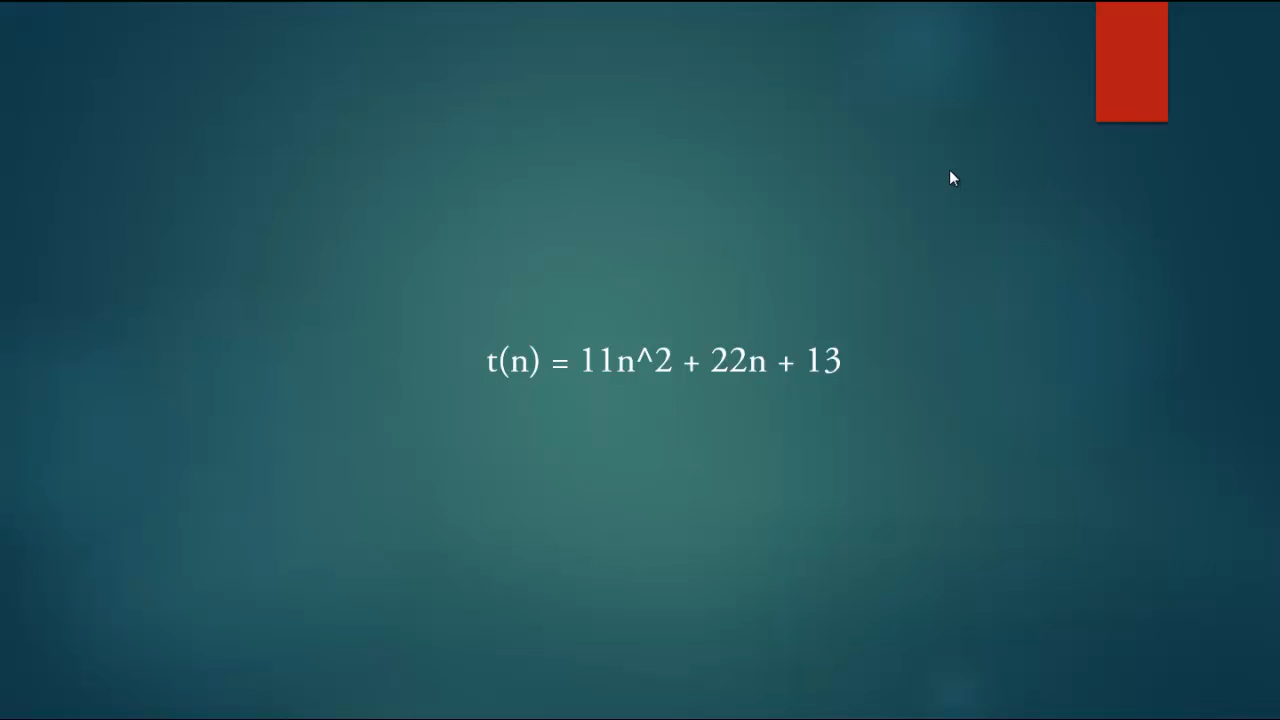 t(n) = 11n^2 + 22n + 13